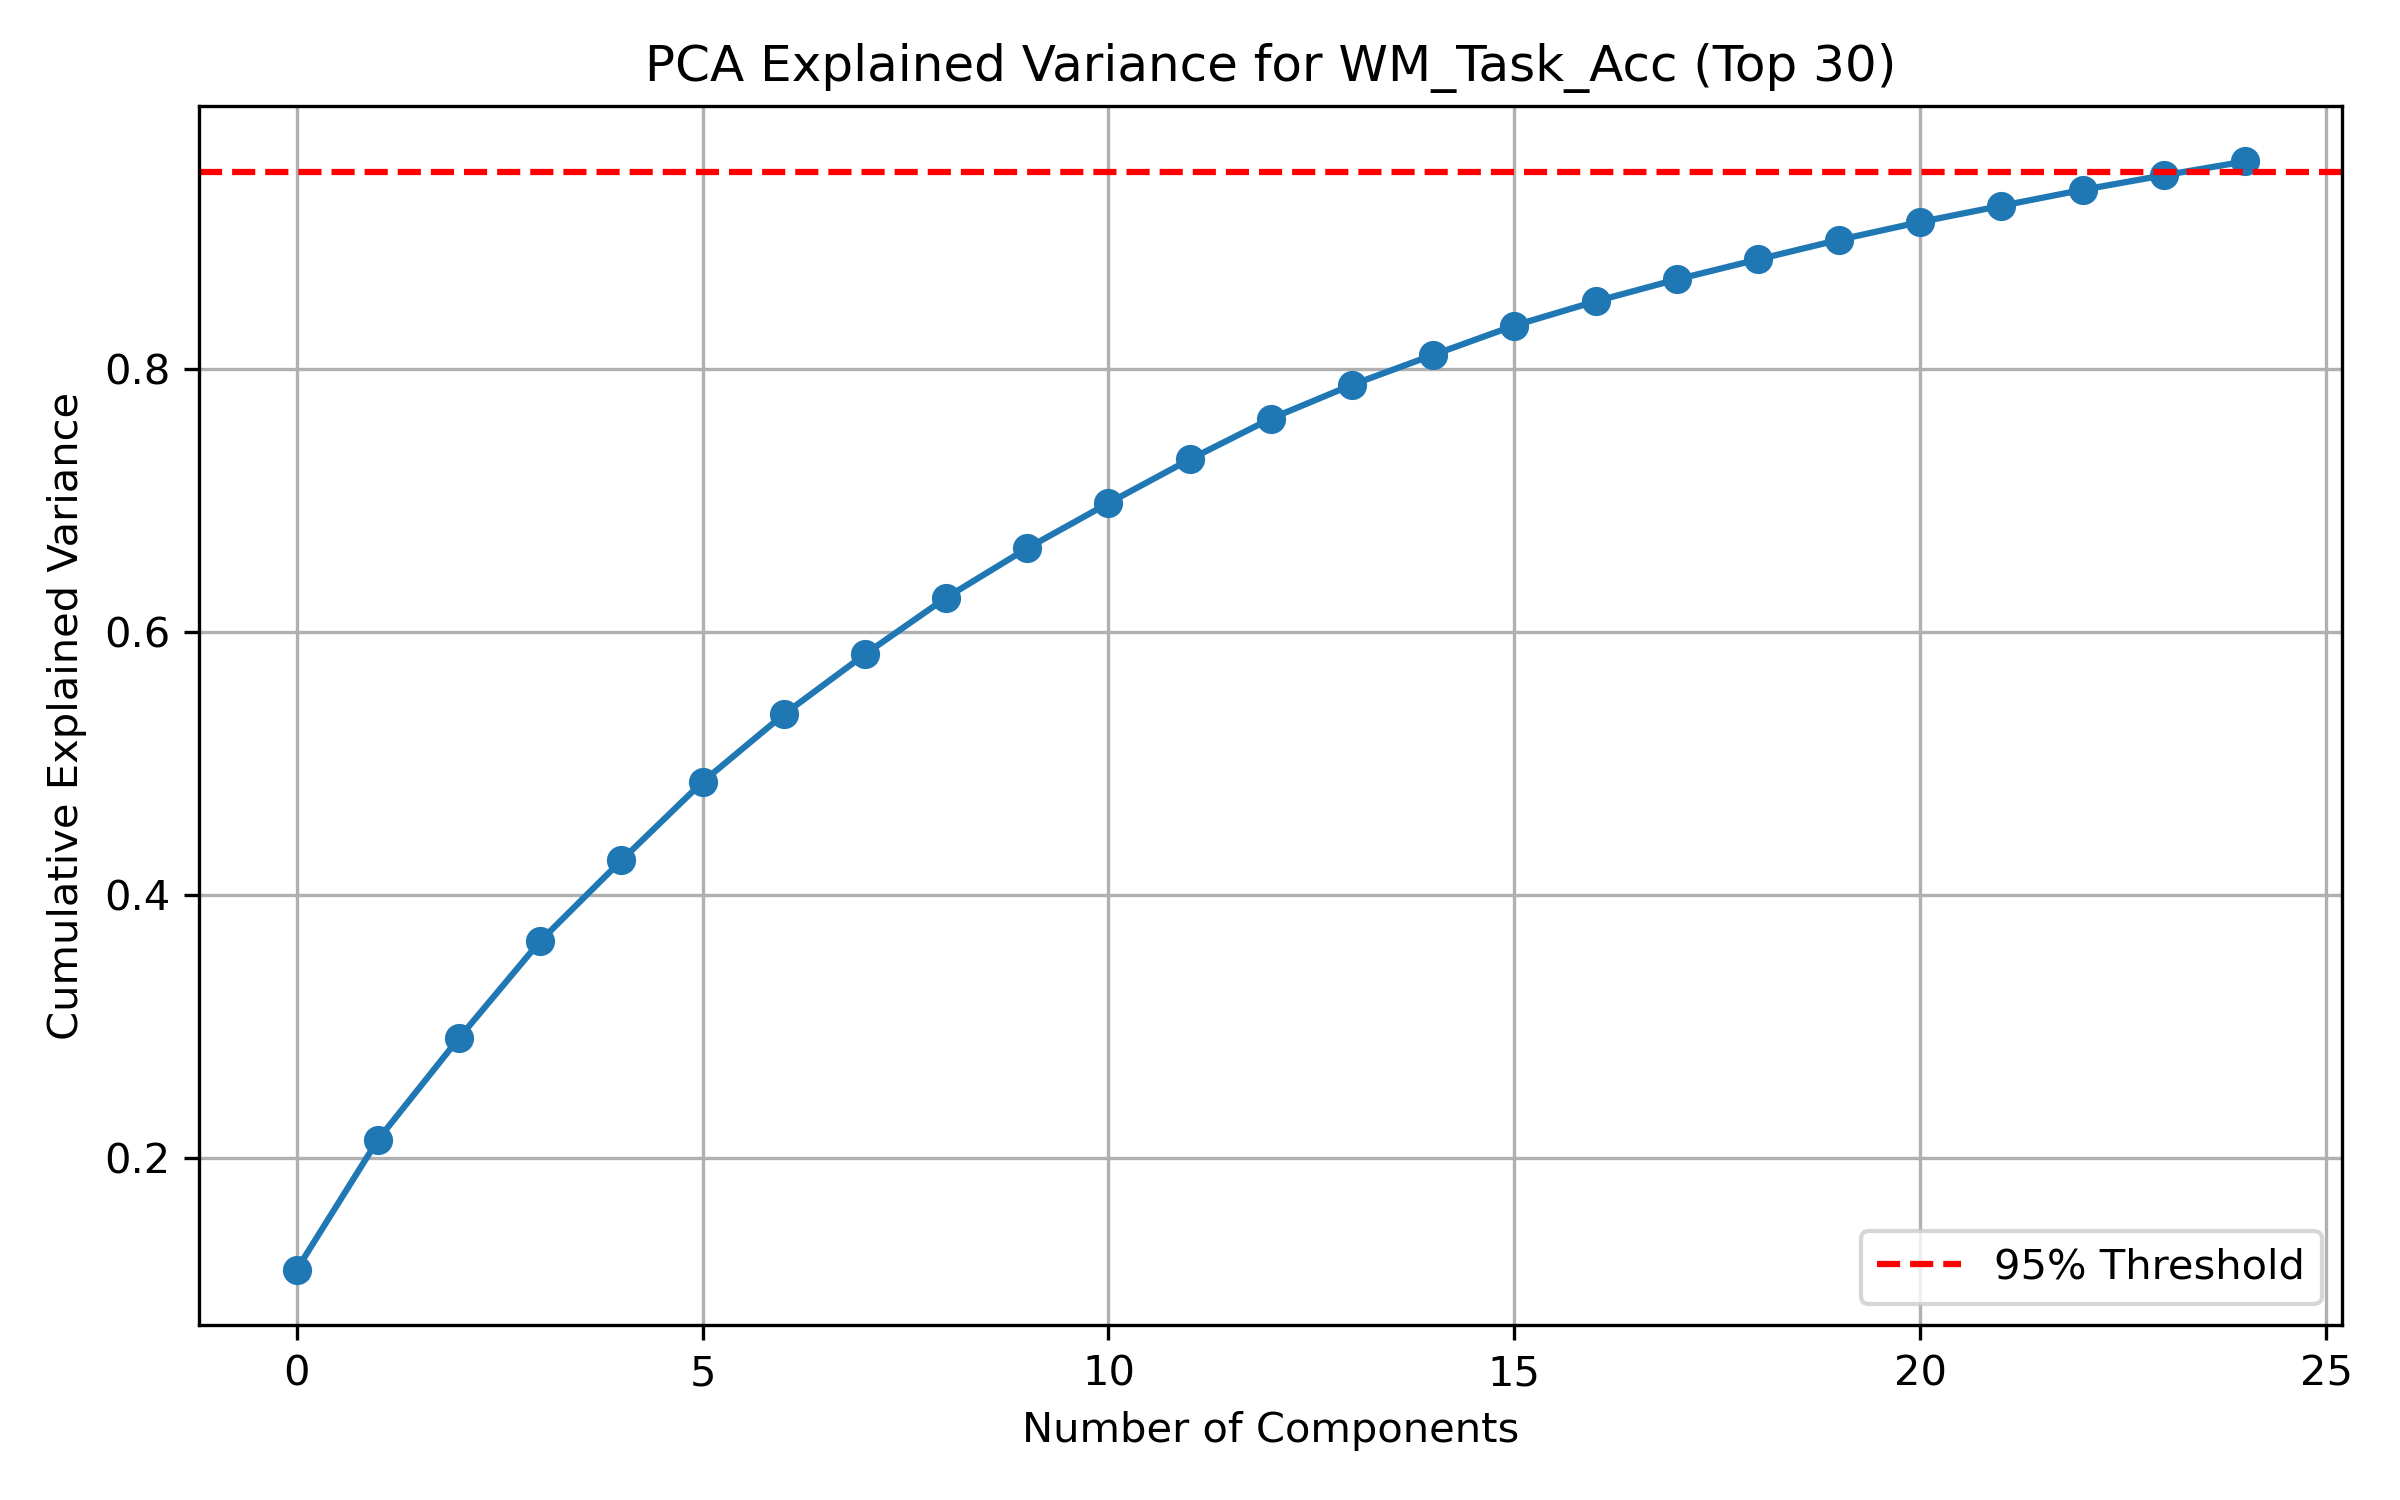 PCA Explained Variance for WM_Task_Acc (Top 30)
Cumulative Explained Variance
0.8
0.6
0.4
0.2
95% Threshold
0 5 10 15 20 25
Number of Components